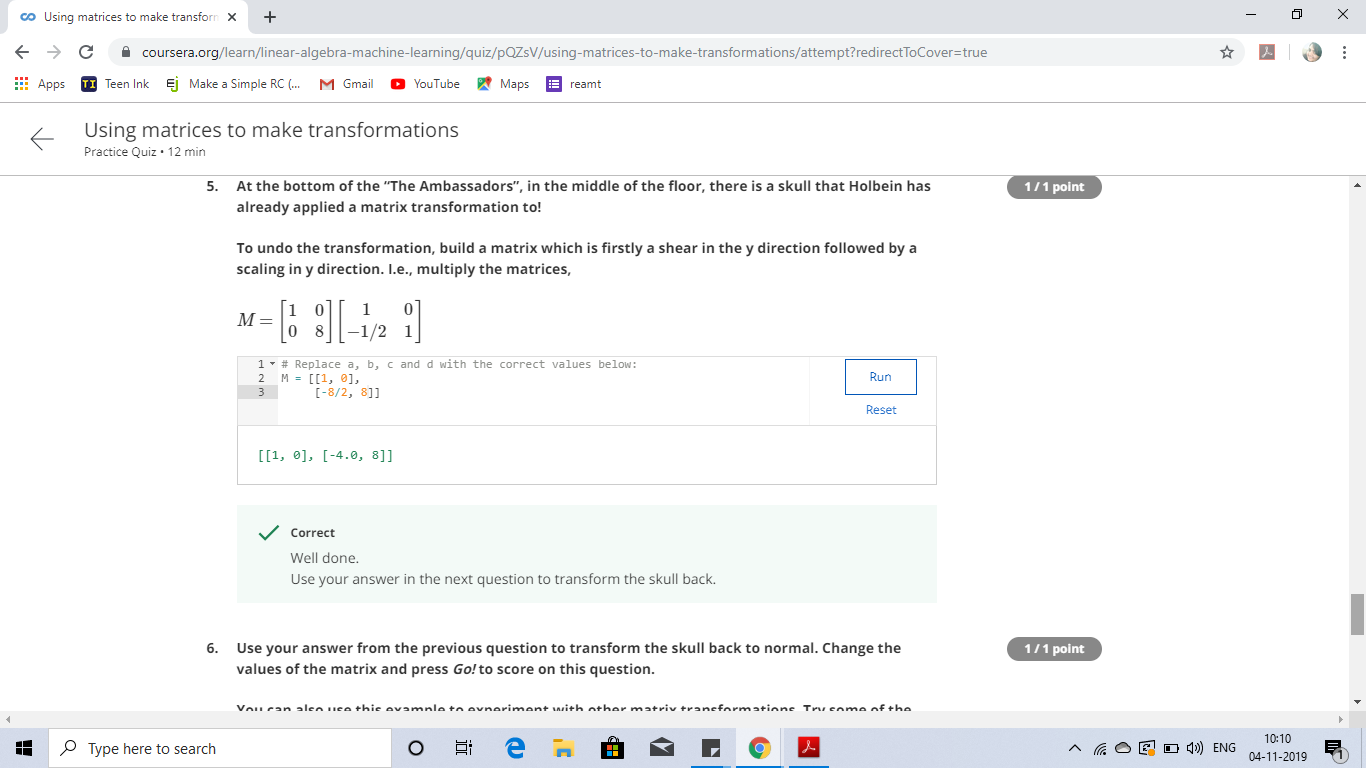 Using matrices to make transforn
coursera.org/learn/linear-algebra-machine-learning/quiz/pQZsV/using-matrices-to-make-transformations/attempt?redirectToCover=true
Apps TI Teen Ink Ej Make a Simple RC (... Gmail YouTube Maps reamt
Using matrices to make transformations
Practice Quiz • 12 min
5. At the bottom of the "The Ambassadors", in the middle of the floor, there is a skull that Holbein has 1 / 1 point
already applied a matrix transformation to!
To undo the transformation, build a matrix which is firstly a shear in the y direction followed by a
scaling in y direction. I.e., multiply the matrices,
M = [1 0] [1 0]
[0 8] [−1/2 1]
1 # Replace a, b, c and d with the correct values below:
2 M = [[1, 0],
3 [-8/2, 8]]
Run
Reset
[[1, 0], [-4.0, 8]]
Correct
Well done.
Use your answer in the next question to transform the skull back.
6. Use your answer from the previous question to transform the skull back to normal. Change the 1 / 1 point
values of the matrix and press Go! to score on this question.
You can also use this example to experiment with other matrix transformations. Try some of the
Type here to search
ENG
10:10
04-11-2019
1